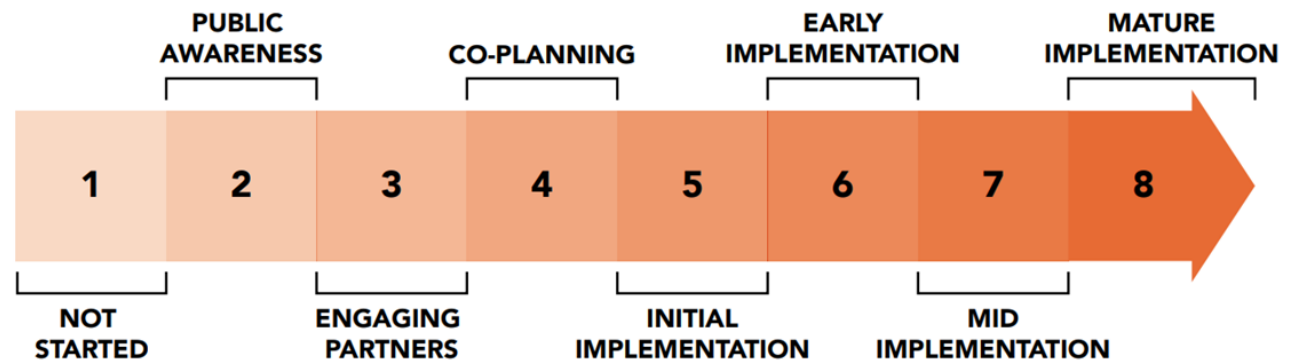 PUBLIC
AWARENESS
CO-PLANNING
EARLY
IMPLEMENTATION
MATURE
IMPLEMENTATION
1
2
3
4
5
6
7
8
NOT
STARTED
ENGAGING
PARTNERS
INITIAL
IMPLEMENTATION
MID
IMPLEMENTATION